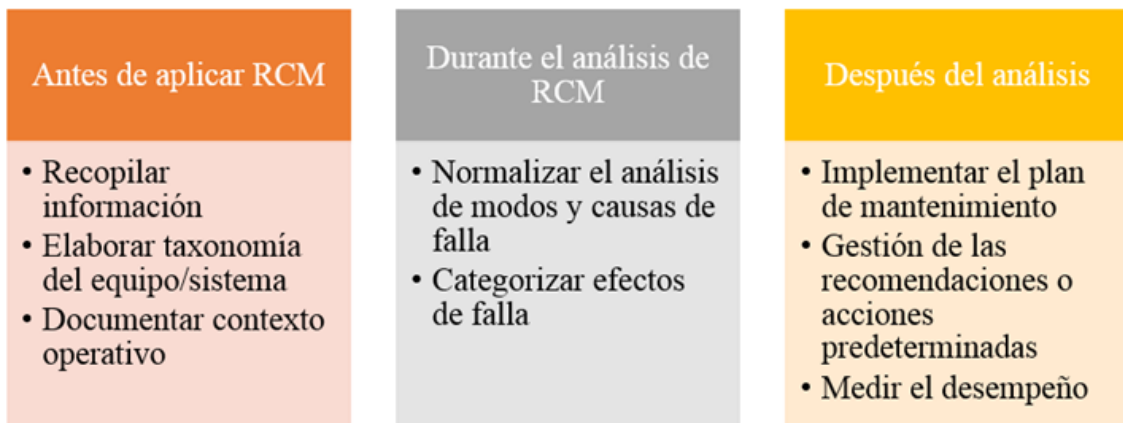 Antes de aplicar RCM
• Recopilar
información
• Elaborar taxonomía
del equipo/sistema
• Documentar contexto
operativo
Durante el análisis de
RCM
• Normalizar el análisis
de modos y causas de
falla
• Categorizar efectos
de falla
Después del análisis
• Implementar el plan
de mantenimiento
• Gestión de las
recomendaciones o
acciones
predeterminadas
• Medir el desempeño